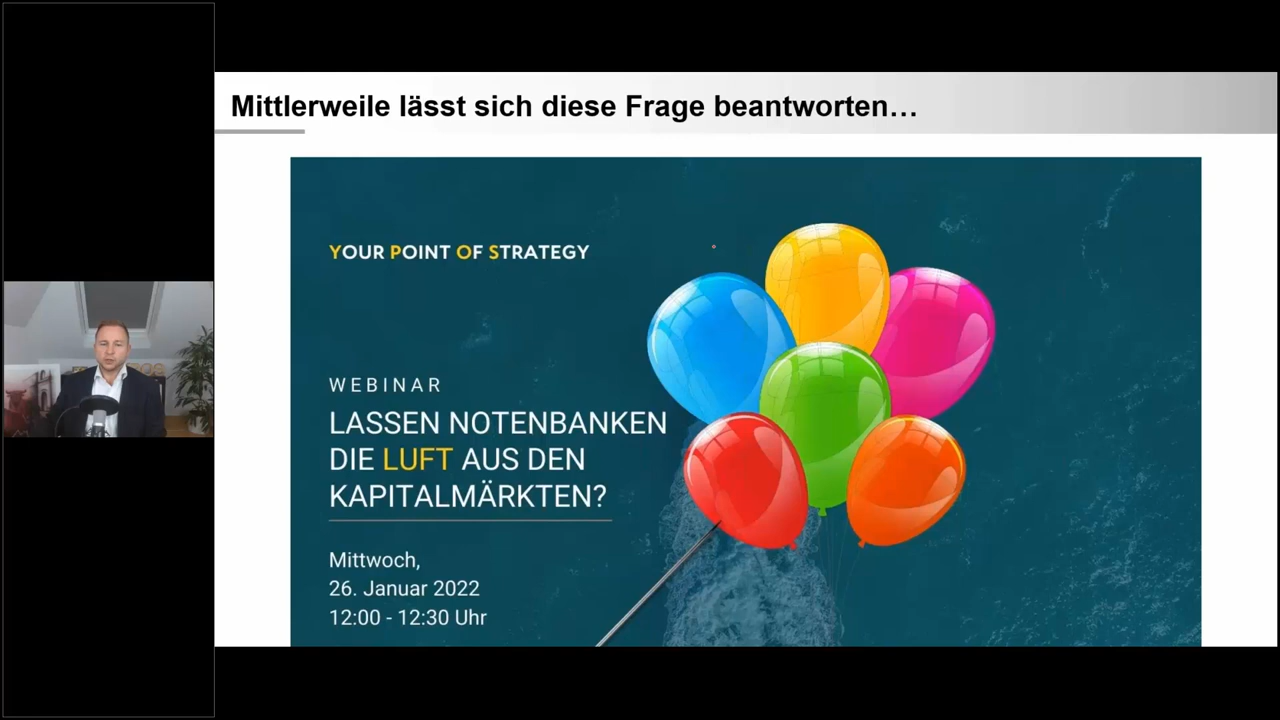 Mittlerweile lässt sich diese Frage beantworten…
YOUR POINT OF STRATEGY
WEBINAR
LASSEN NOTENBANKEN
DIE LUFT AUS DEN
KAPITALMÄRKTEN?
Mittwoch,
26. Januar 2022
12:00 - 12:30 Uhr